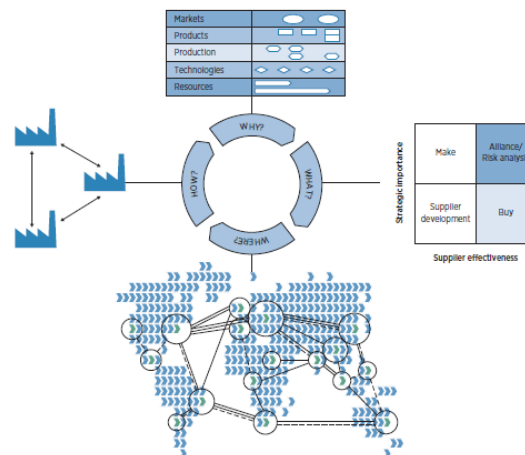 Markets
Products
Production
Technologies
Resources
WHY?
WHAT?
WHERE?
HOW?
Strategic importance
Make
Alliance/
Risk analysis
Supplier
development
Buy
Supplier effectiveness